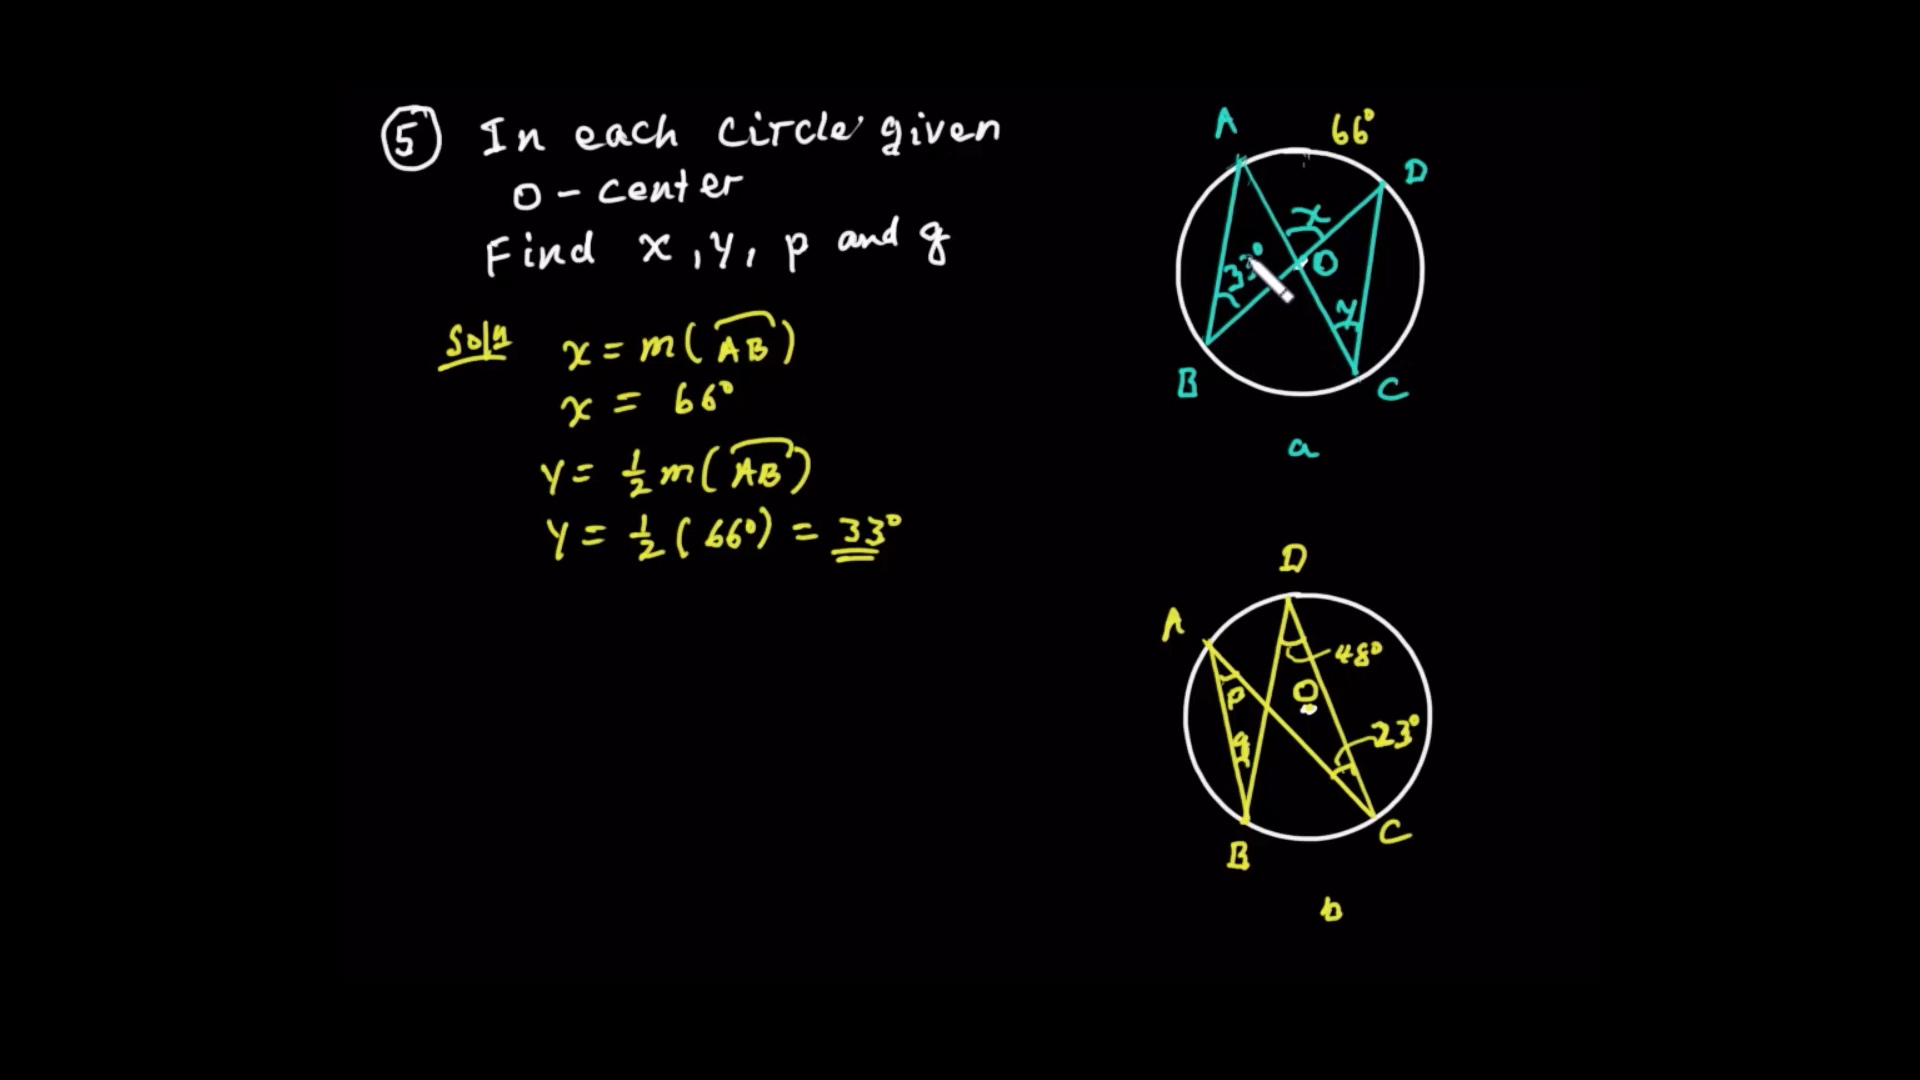 5 In each circle given
O - center
Find x, y, p and q
Soln x = m(AB)
x = 66°
y = 1/2 m(AB)
y = 1/2 (66°) = 33°
A 66° D
x
33° O
y
B C
a
D
A
48°
p O
q 23°
B C
b